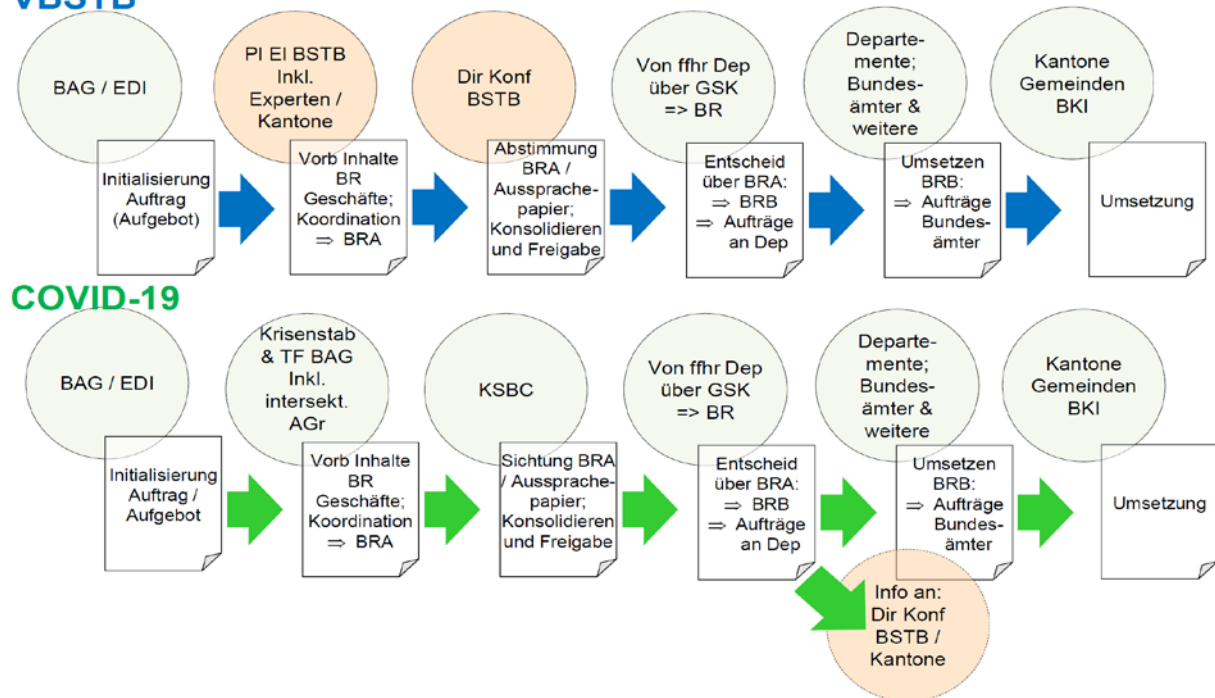 VBSTB
BAG / EDI
Initialisierung
Auftrag
(Aufgebot)
PI EI BSTB
Inkl.
Experten /
Kantone
Vorb Inhalte
BR
Geschäfte;
Koordination
⇒ BRA
Dir Konf
BSTB
Abstimmung
BRA /
Aussprache-
papier;
Konsolidieren
und Freigabe
Von ffhr Dep
über GSK
=> BR
Entscheid
über BRA:
⇒ BRB
⇒ Aufträge
an Dep
Departe-
mente;
Bundes-
ämter &
weitere
Umsetzen
BRB:
⇒ Aufträge
Bundes-
ämter
Kantone
Gemeinden
BKI
Umsetzung
COVID-19
BAG / EDI
Initialisierung
Auftrag /
Aufgebot
Krisenstab
& TF BAG
Inkl.
intersekt.
AGr
Vorb Inhalte
BR
Geschäfte;
Koordination
⇒ BRA
KSBC
Sichtung BRA
/ Aussprache-
papier;
Konsolidieren
und Freigabe
Von ffhr Dep
über GSK
=> BR
Entscheid
über BRA:
⇒ BRB
⇒ Aufträge
an Dep
Departe-
mente;
Bundes-
ämter &
weitere
Umsetzen
BRB:
⇒ Aufträge
Bundes-
ämter
Kantone
Gemeinden
BKI
Umsetzung
Info an:
Dir Konf
BSTB /
Kantone